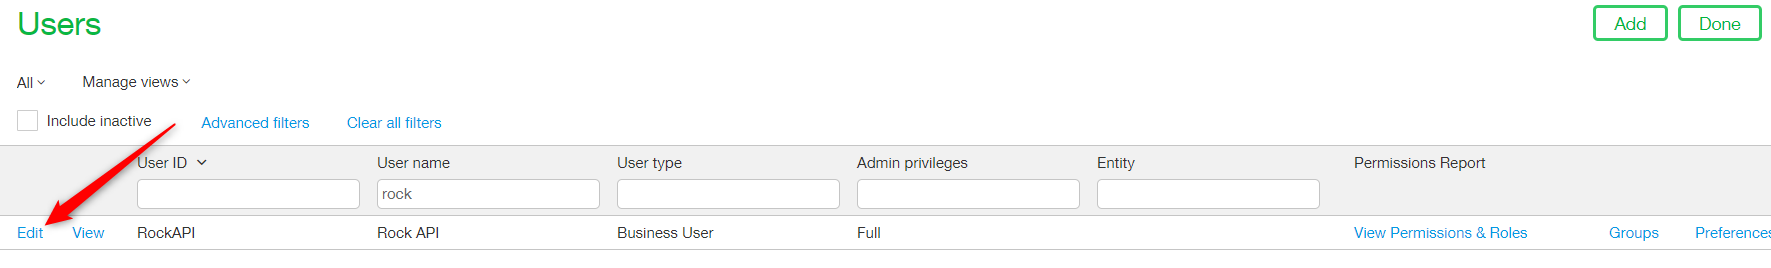 Users
Add Done
All Manage views
Include inactive Advanced filters Clear all filters
User ID User name User type Admin privileges Entity Permissions Report
rock
Edit View RockAPI Rock API Business User Full View Permissions & Roles Groups Preferences